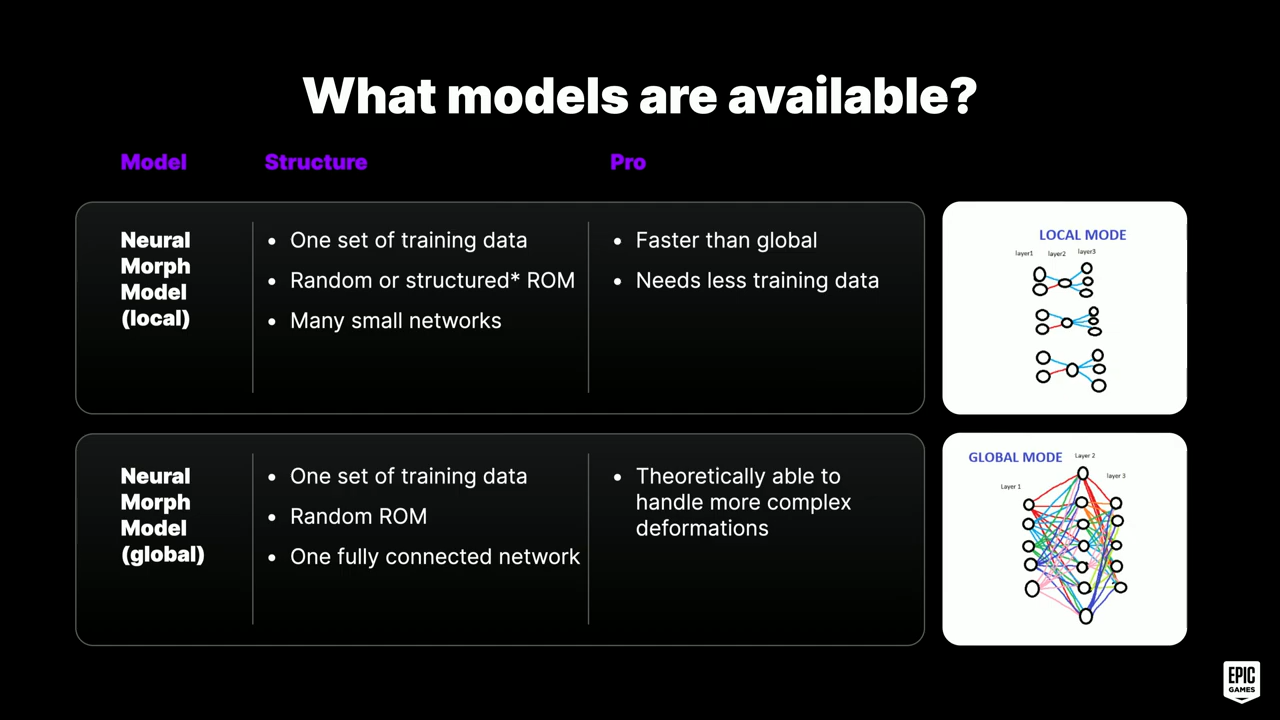 What models are available?
Model
Structure
Pro
Neural
Morph
Model
(local)
• One set of training data
• Random or structured* ROM
• Many small networks
• Faster than global
• Needs less training data
LOCAL MODE
layer1
layer2
layer3
Neural
Morph
Model
(global)
• One set of training data
• Random ROM
• One fully connected network
• Theoretically able to
handle more complex
deformations
GLOBAL MODE
Layer 2
Layer 1
layer 3
EPIC
GAMES